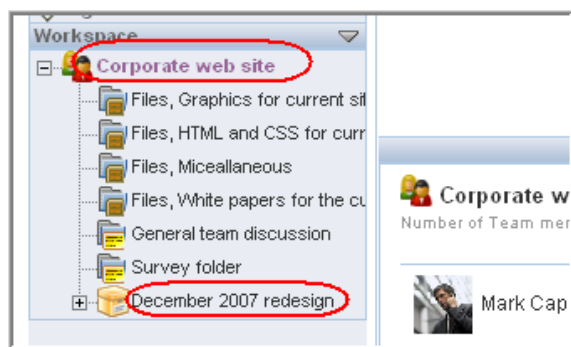 Workspace
Corporate web site
Files, Graphics for current sit
Files, HTML and CSS for curr
Files, Miceallaneous
Files, White papers for the cu
General team discussion
Survey folder
December 2007 redesign
Corporate w
Number of Team mer
Mark Cap